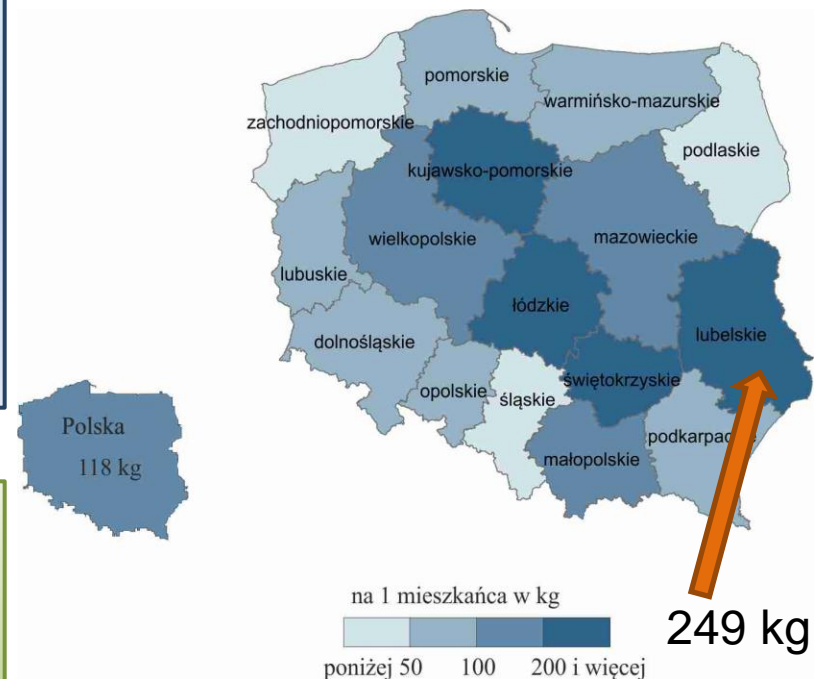 pomorskie
warmińsko-mazurskie
zachodniopomorskie
podlaskie
kujawsko-pomorskie
wielkopolskie
mazowieckie
lubuskie
łódzkie
dolnośląskie
lubelskie
opolskie
śląskie
świętokrzyskie
podkarpac
małopolskie
Polska
118 kg
na 1 mieszkańca w kg
249 kg
poniżej 50 100 200 i więcej